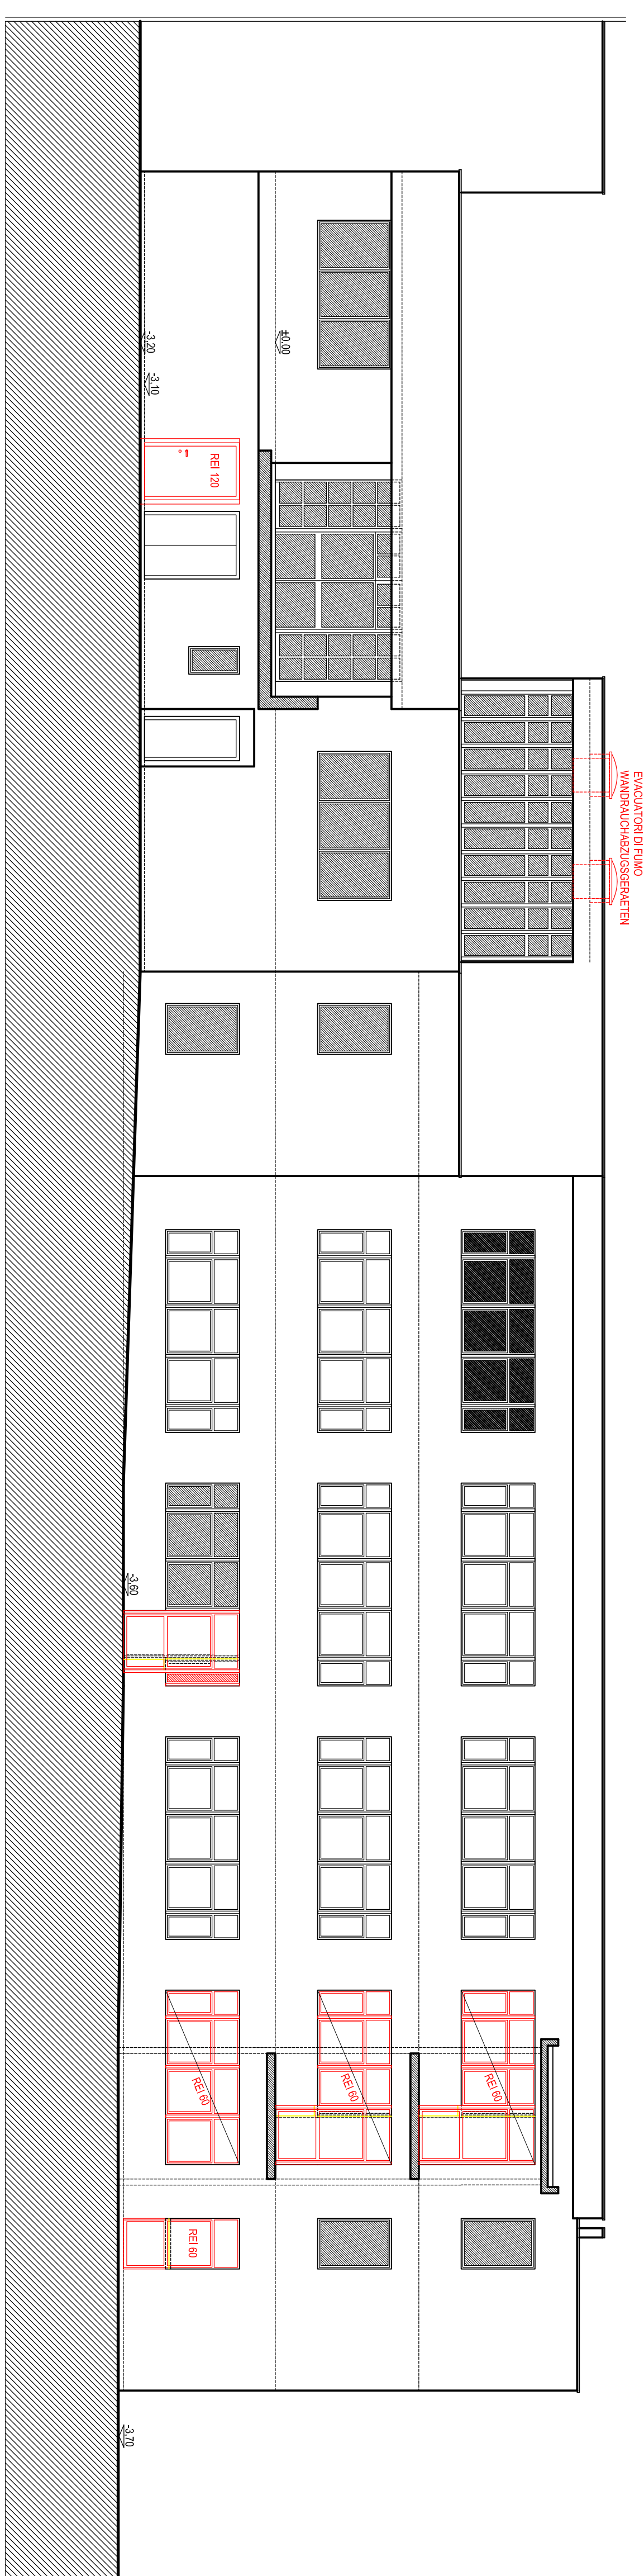 EVACUATORI DI FUMO
WANDRAUCHABZUGSGERAETEN
±0.00
-3.20
-3.10
REI 120
-3.60
REI 60
REI 60
REI 60
REI 60
-3.70